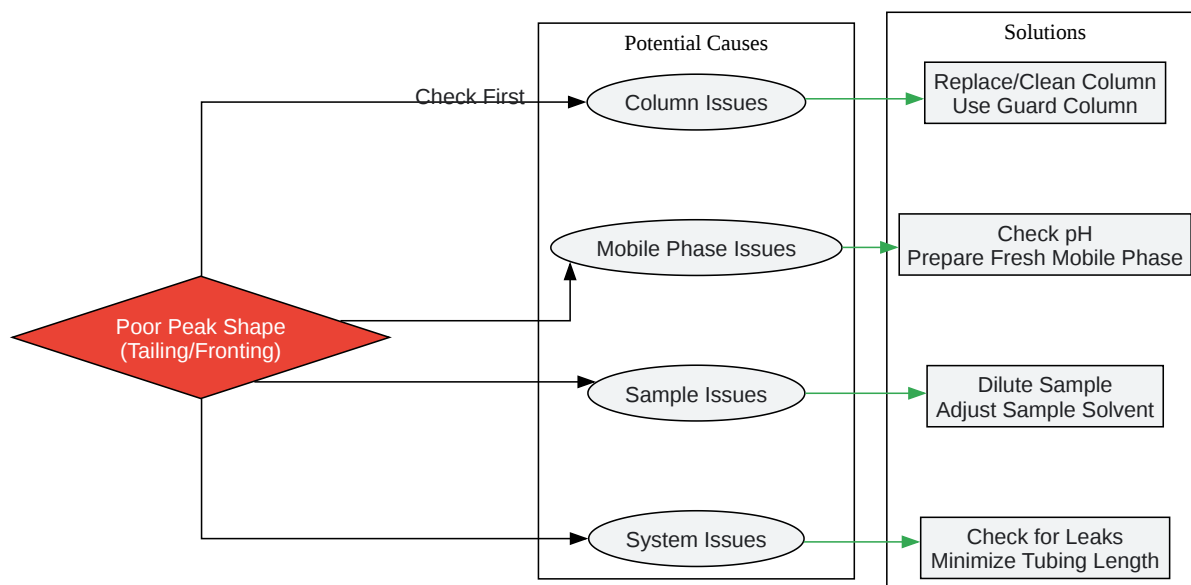 Potential Causes
Solutions
Check First
Column Issues
Replace/Clean Column
Use Guard Column
Mobile Phase Issues
Check pH
Prepare Fresh Mobile Phase
Poor Peak Shape
(Tailing/Fronting)
Sample Issues
Dilute Sample
Adjust Sample Solvent
System Issues
Check for Leaks
Minimize Tubing Length